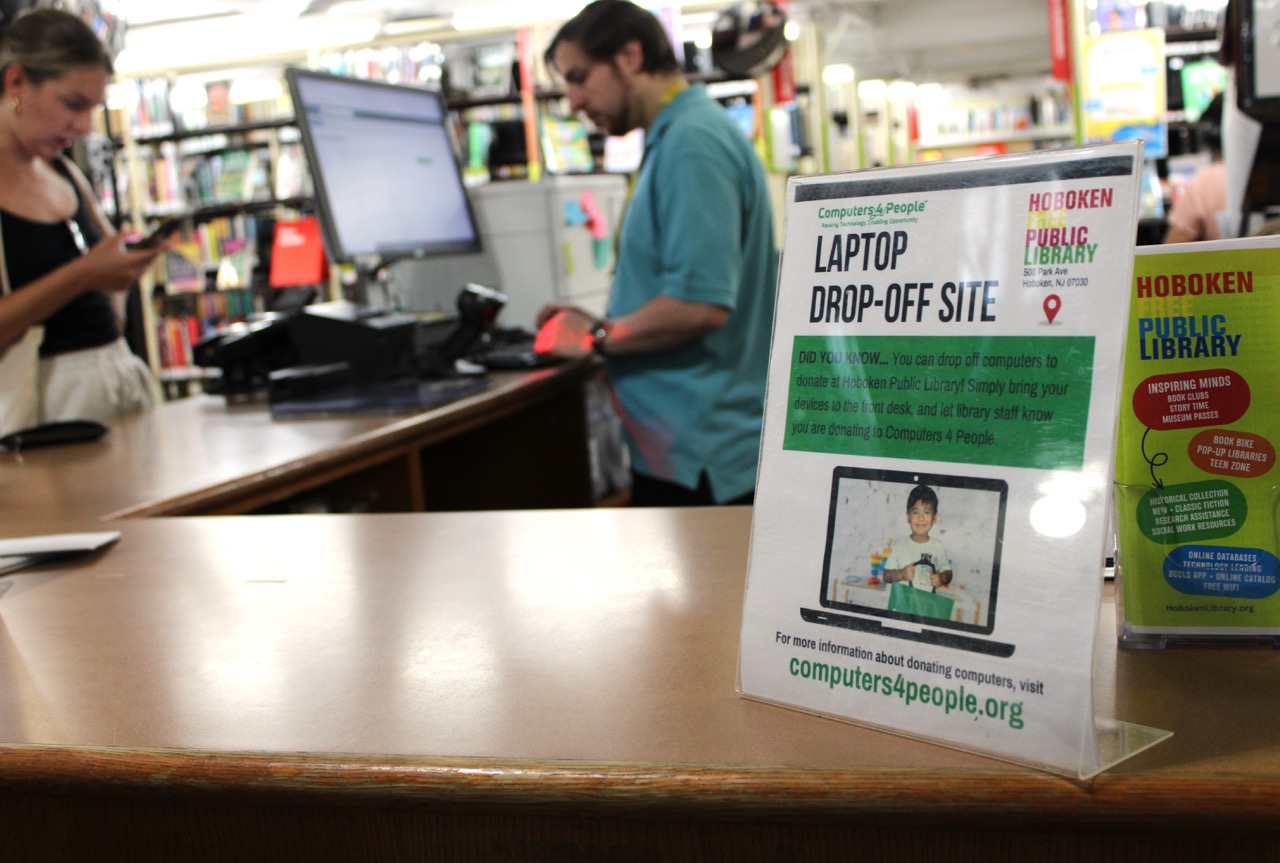 Computers 4 People
Reusing Technology, Enabling Opportunity
LAPTOP
DROP-OFF SITE
HOBOKEN
FREE
PUBLIC
LIBRARY
500 Park Ave
Hoboken, NJ 07030
DID YOU KNOW... You can drop off computers to
donate at Hoboken Public Library! Simply bring your
devices to the front desk, and let library staff know
you are donating to Computers 4 People.
For more information about donating computers, visit
computers4people.org
HOBOKEN
FREE
PUBLIC
LIBRARY
INSPIRING MINDS
BOOK CLUBS
STORY TIME
MUSEUM PASSES
BOOK BIKE
POP-UP LIBRARIES
TEEN ZONE
HISTORICAL COLLECTION
NEW + CLASSIC FICTION
RESEARCH ASSISTANCE
SOCIAL WORK RESOURCES
ONLINE DATABASES
TECHNOLOGY LENDING
BCCLS APP + ONLINE CATALOG
FREE WIFI
HobokenLibrary.org